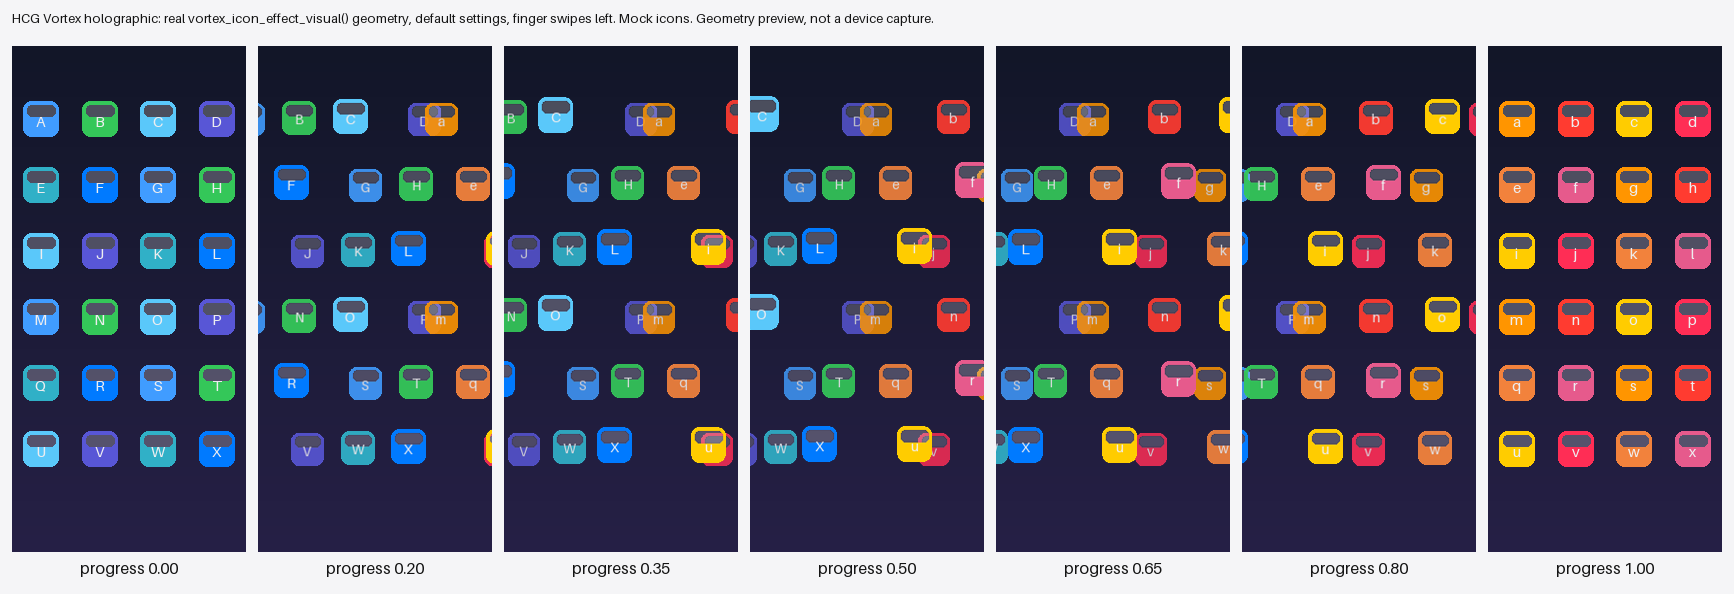 HCG Vortex holographic: real vortex_icon_effect_visual() geometry, default settings, finger swipes left. Mock icons. Geometry preview, not a device capture.
A B C D
E F G H
I J K L
M N O P
Q R S T
U V W X
progress 0.00
B C D a
F G H e
J K L
N O P m
R S T q
V W X
progress 0.20
B C D a
G H e
J K L i
N O P m
S T q
V W X u
progress 0.35
C D a b
G H e f
K L i j
O P m n
S T q r
W X u v
progress 0.50
D a b
G H e f g
L i j k
P m n
S T q r s
X u v w
progress 0.65
D a b c
H e f g
i j k
P m n o
T q r s
u v w
progress 0.80
a b c d
e f g h
i j k l
m n o p
q r s t
u v w x
progress 1.00